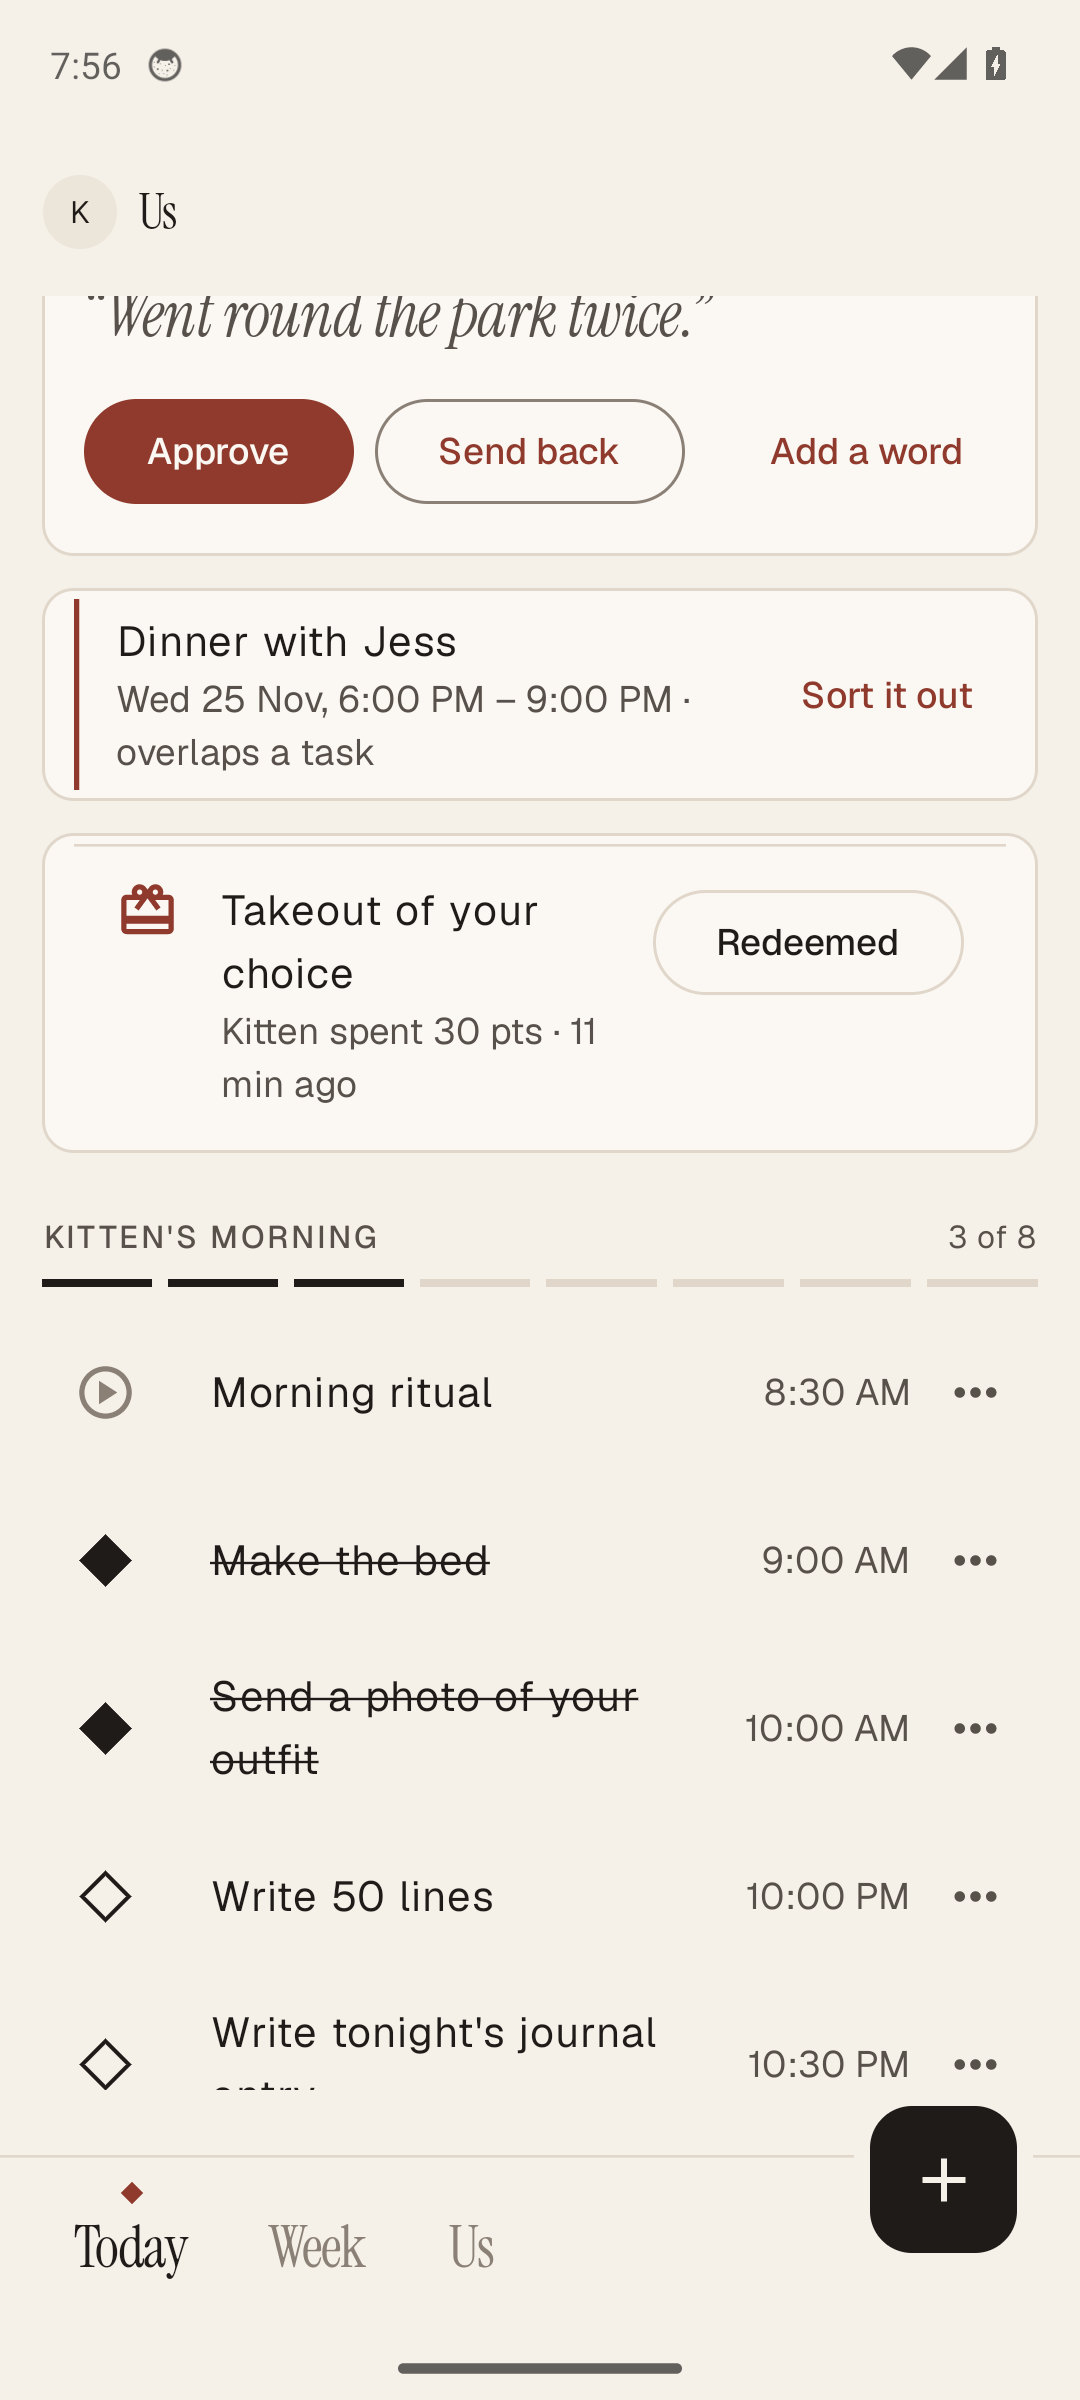 7:56
K
Us
“Went round the park twice.”
Approve
Send back
Add a word
Dinner with Jess
Wed 25 Nov, 6:00 PM – 9:00 PM ·
overlaps a task
Sort it out
Takeout of your
choice
Kitten spent 30 pts · 11
min ago
Redeemed
KITTEN'S MORNING
3 of 8
Morning ritual
8:30 AM
Make the bed
9:00 AM
Send a photo of your
outfit
10:00 AM
Write 50 lines
10:00 PM
Write tonight's journal
10:30 PM
Today
Week
Us